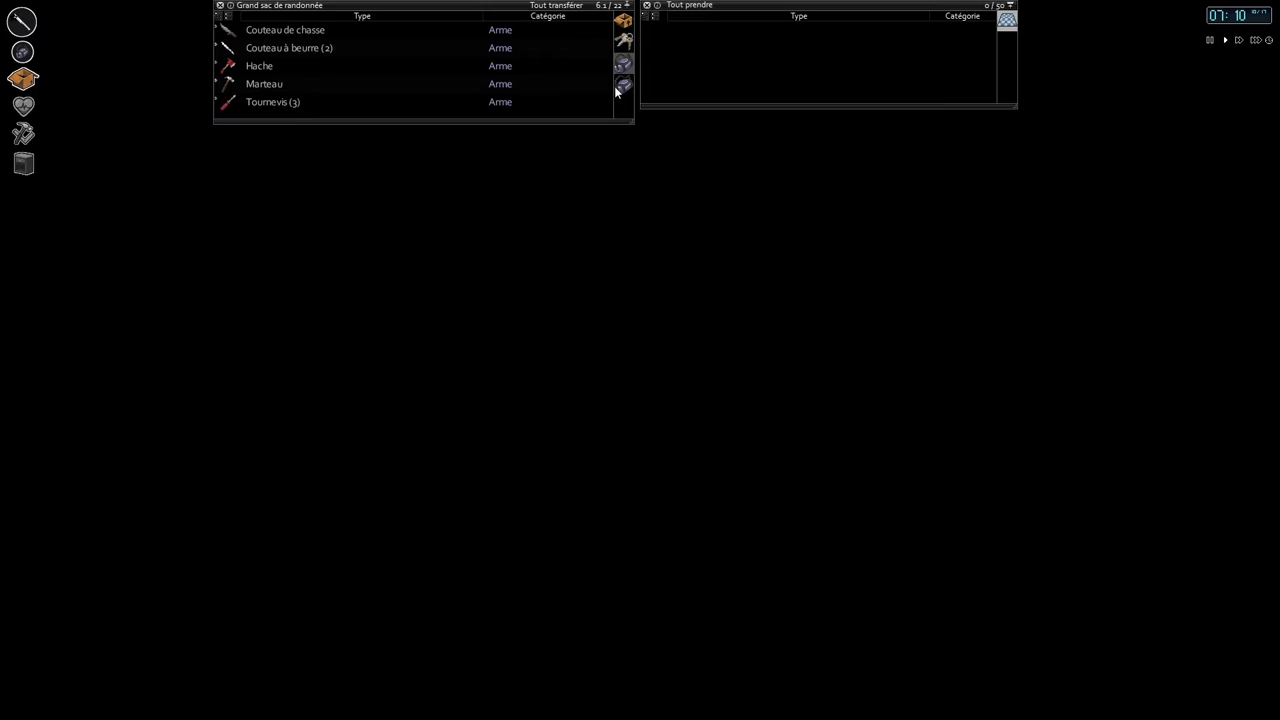 Grand sac de randonnée Tout transférer 6.1 / 22
Type Catégorie
Couteau de chasse Arme
Couteau à beurre (2) Arme
Hache Arme
Marteau Arme
Tournevis (3) Arme
Tout prendre 0 / 50
Type Catégorie
07: 10